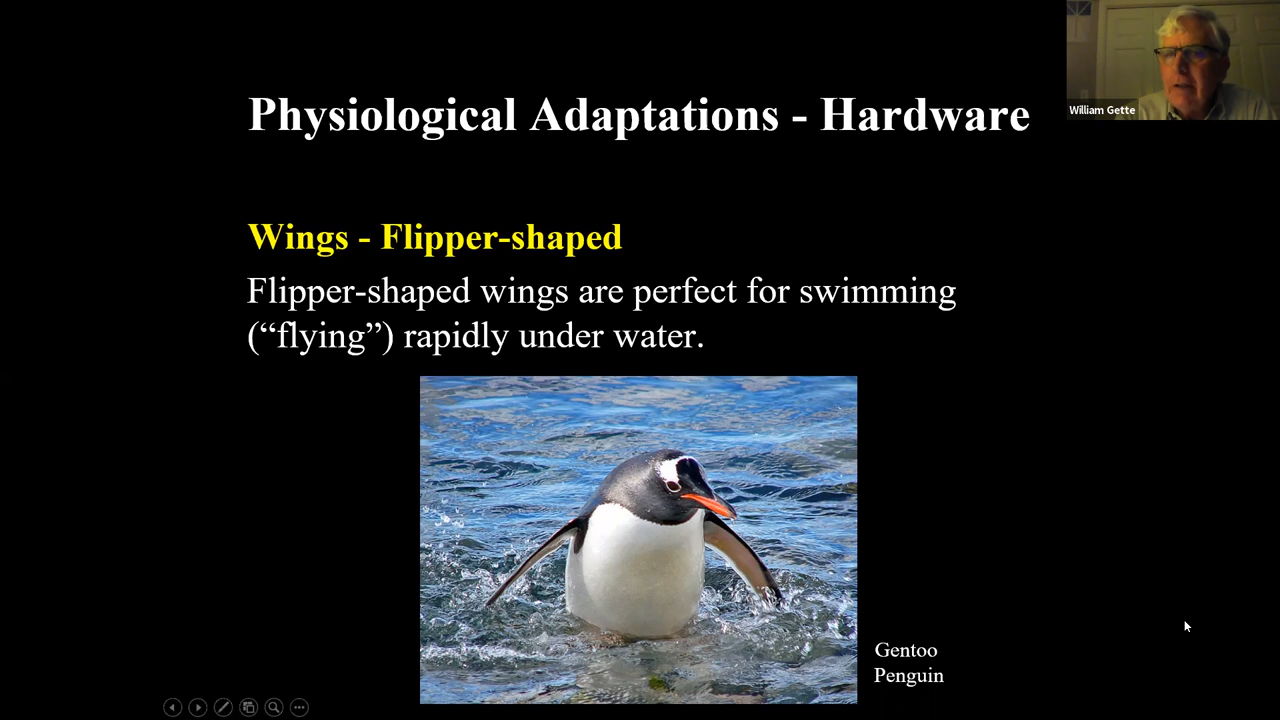 Physiological Adaptations - Hardware
William Gette
Wings - Flipper-shaped
Flipper-shaped wings are perfect for swimming
(“flying”) rapidly under water.
Gentoo
Penguin